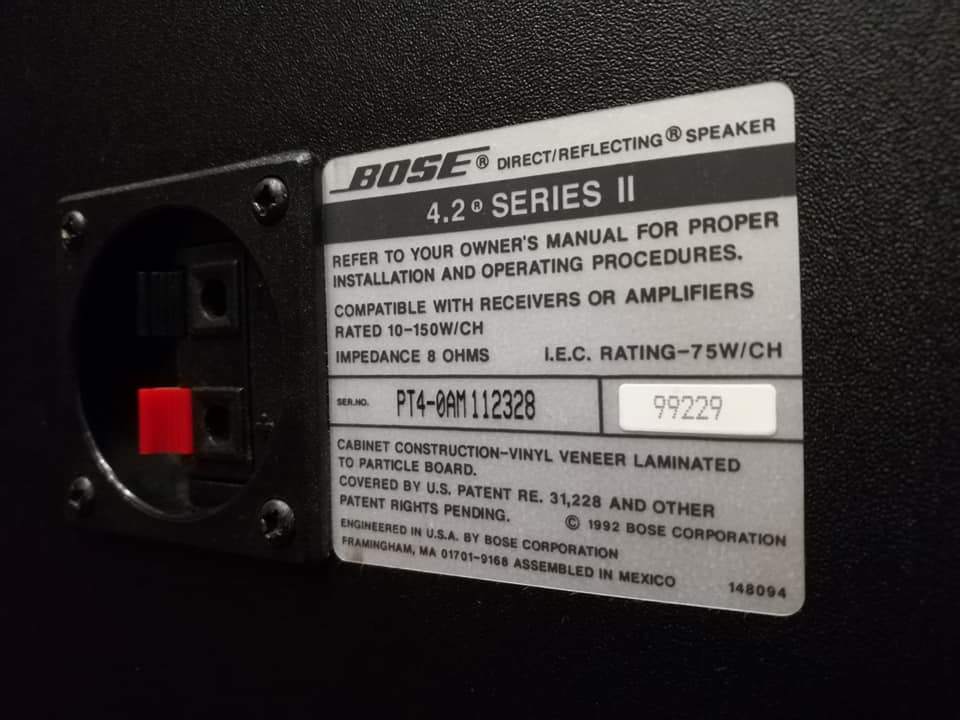 BOSE® DIRECT/REFLECTING® SPEAKER
4.2® SERIES II
REFER TO YOUR OWNER'S MANUAL FOR PROPER
INSTALLATION AND OPERATING PROCEDURES.
COMPATIBLE WITH RECEIVERS OR AMPLIFIERS
RATED 10-150W/CH
IMPEDANCE 8 OHMS I.E.C. RATING-75W/CH
SER.NO. PT4-0AM112328 99229
CABINET CONSTRUCTION-VINYL VENEER LAMINATED
TO PARTICLE BOARD.
COVERED BY U.S. PATENT RE. 31,228 AND OTHER
PATENT RIGHTS PENDING. © 1992 BOSE CORPORATION
ENGINEERED IN U.S.A. BY BOSE CORPORATION
FRAMINGHAM, MA 01701-9168 ASSEMBLED IN MEXICO
148094